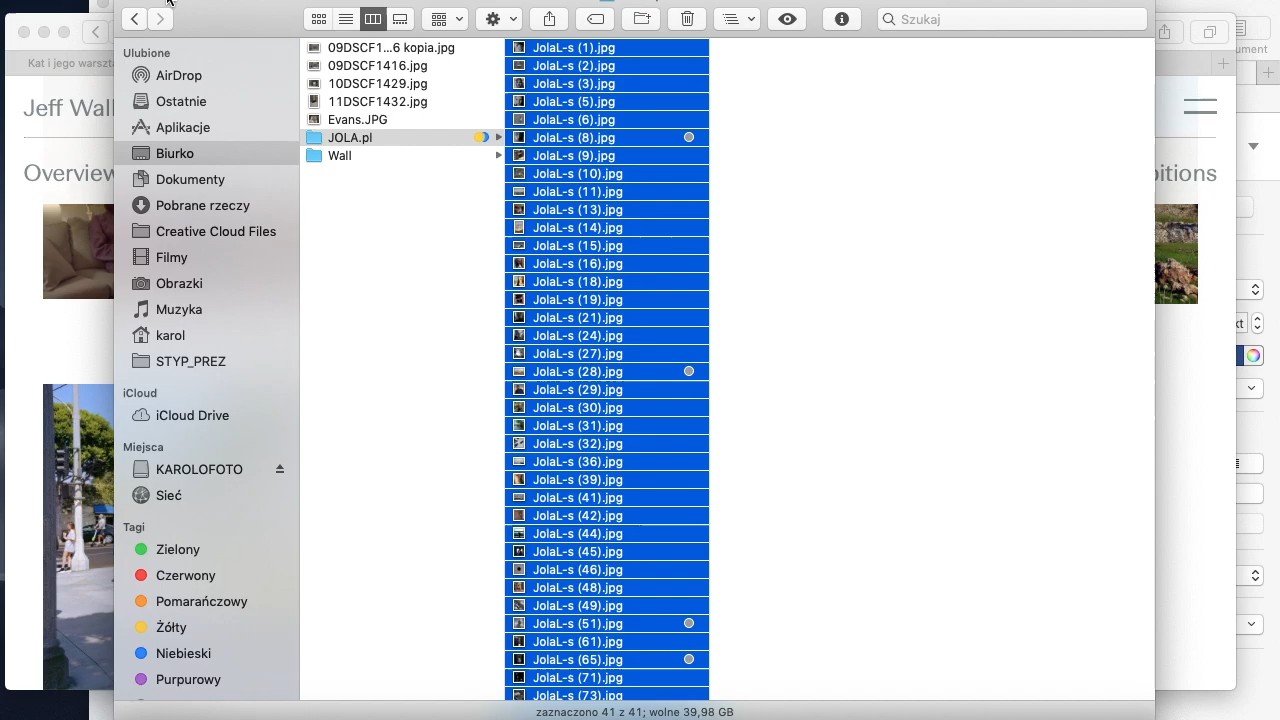 Szukaj
Kat i jego warszta
ument
Jeff Wall
Overview
bitions
kt
Ulubione
AirDrop
Ostatnie
Aplikacje
Biurko
Dokumenty
Pobrane rzeczy
Creative Cloud Files
Filmy
Obrazki
Muzyka
karol
STYP_PREZ
iCloud
iCloud Drive
Miejsca
KAROLOFOTO
Sieć
Tagi
Zielony
Czerwony
Pomarańczowy
Żółty
Niebieski
Purpurowy
09DSCF1...6 kopia.jpg
09DSCF1416.jpg
10DSCF1429.jpg
11DSCF1432.jpg
Evans.JPG
JOLA.pl
Wall
JolaL-s (1).jpg
JolaL-s (2).jpg
JolaL-s (3).jpg
JolaL-s (5).jpg
JolaL-s (6).jpg
JolaL-s (8).jpg
JolaL-s (9).jpg
JolaL-s (10).jpg
JolaL-s (11).jpg
JolaL-s (13).jpg
JolaL-s (14).jpg
JolaL-s (15).jpg
JolaL-s (16).jpg
JolaL-s (18).jpg
JolaL-s (19).jpg
JolaL-s (21).jpg
JolaL-s (24).jpg
JolaL-s (27).jpg
JolaL-s (28).jpg
JolaL-s (29).jpg
JolaL-s (30).jpg
JolaL-s (31).jpg
JolaL-s (32).jpg
JolaL-s (36).jpg
JolaL-s (39).jpg
JolaL-s (41).jpg
JolaL-s (42).jpg
JolaL-s (44).jpg
JolaL-s (45).jpg
JolaL-s (46).jpg
JolaL-s (48).jpg
JolaL-s (49).jpg
JolaL-s (51).jpg
JolaL-s (61).jpg
JolaL-s (65).jpg
JolaL-s (71).jpg
JolaL-s (73).jpg
zaznaczono 41 z 41; wolne 39,98 GB